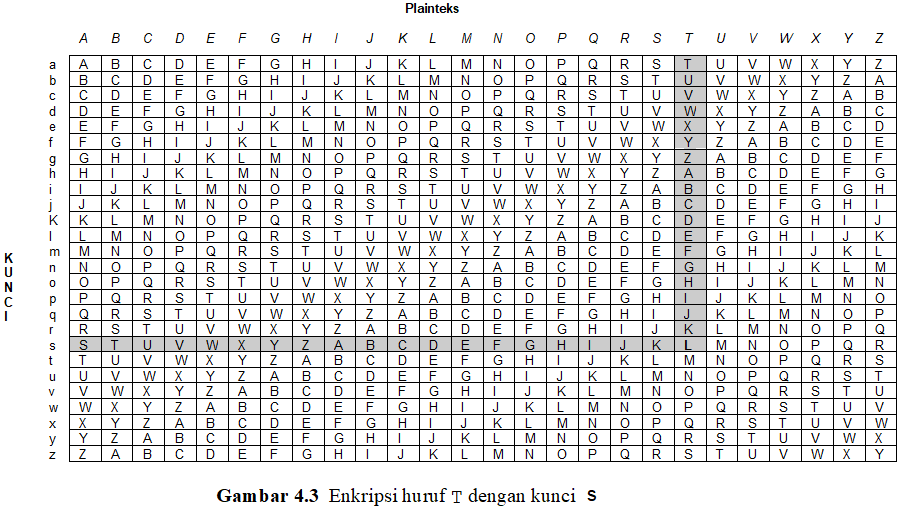 Plainteks
A B C D E F G H I J K L M N O P Q R S T U V W X Y Z
a A B C D E F G H I J K L M N O P Q R S T U V W X Y Z
b B C D E F G H I J K L M N O P Q R S T U V W X Y Z A
c C D E F G H I J K L M N O P Q R S T U V W X Y Z A B
d D E F G H I J K L M N O P Q R S T U V W X Y Z A B C
e E F G H I J K L M N O P Q R S T U V W X Y Z A B C D
f F G H I J K L M N O P Q R S T U V W X Y Z A B C D E
g G H I J K L M N O P Q R S T U V W X Y Z A B C D E F
h H I J K L M N O P Q R S T U V W X Y Z A B C D E F G
i I J K L M N O P Q R S T U V W X Y Z A B C D E F G H
j J K L M N O P Q R S T U V W X Y Z A B C D E F G H I
K K L M N O P Q R S T U V W X Y Z A B C D E F G H I J
l L M N O P Q R S T U V W X Y Z A B C D E F G H I J K
m M N O P Q R S T U V W X Y Z A B C D E F G H I J K L
n N O P Q R S T U V W X Y Z A B C D E F G H I J K L M
o O P Q R S T U V W X Y Z A B C D E F G H I J K L M N
p P Q R S T U V W X Y Z A B C D E F G H I J K L M N O
q Q R S T U V W X Y Z A B C D E F G H I J K L M N O P
r R S T U V W X Y Z A B C D E F G H I J K L M N O P Q
s S T U V W X Y Z A B C D E F G H I J K L M N O P Q R
t T U V W X Y Z A B C D E F G H I J K L M N O P Q R S
u U V W X Y Z A B C D E F G H I J K L M N O P Q R S T
v V W X Y Z A B C D E F G H I J K L M N O P Q R S T U
w W X Y Z A B C D E F G H I J K L M N O P Q R S T U V
x X Y Z A B C D E F G H I J K L M N O P Q R S T U V W
y Y Z A B C D E F G H I J K L M N O P Q R S T U V W X
z Z A B C D E F G H I J K L M N O P Q R S T U V W X Y
K
U
N
C
I
Gambar 4.3 Enkripsi huruf T dengan kunci S